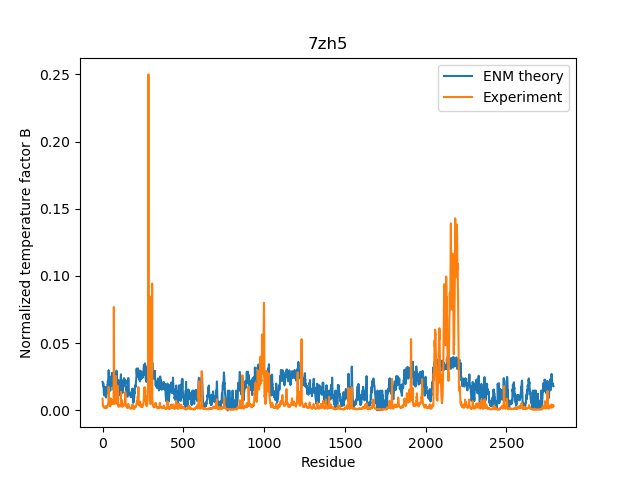 7zh5
ENM theory
Experiment
Normalized temperature factor B
0.25
0.20
0.15
0.10
0.05
0.00
0 500 1000 1500 2000 2500
Residue